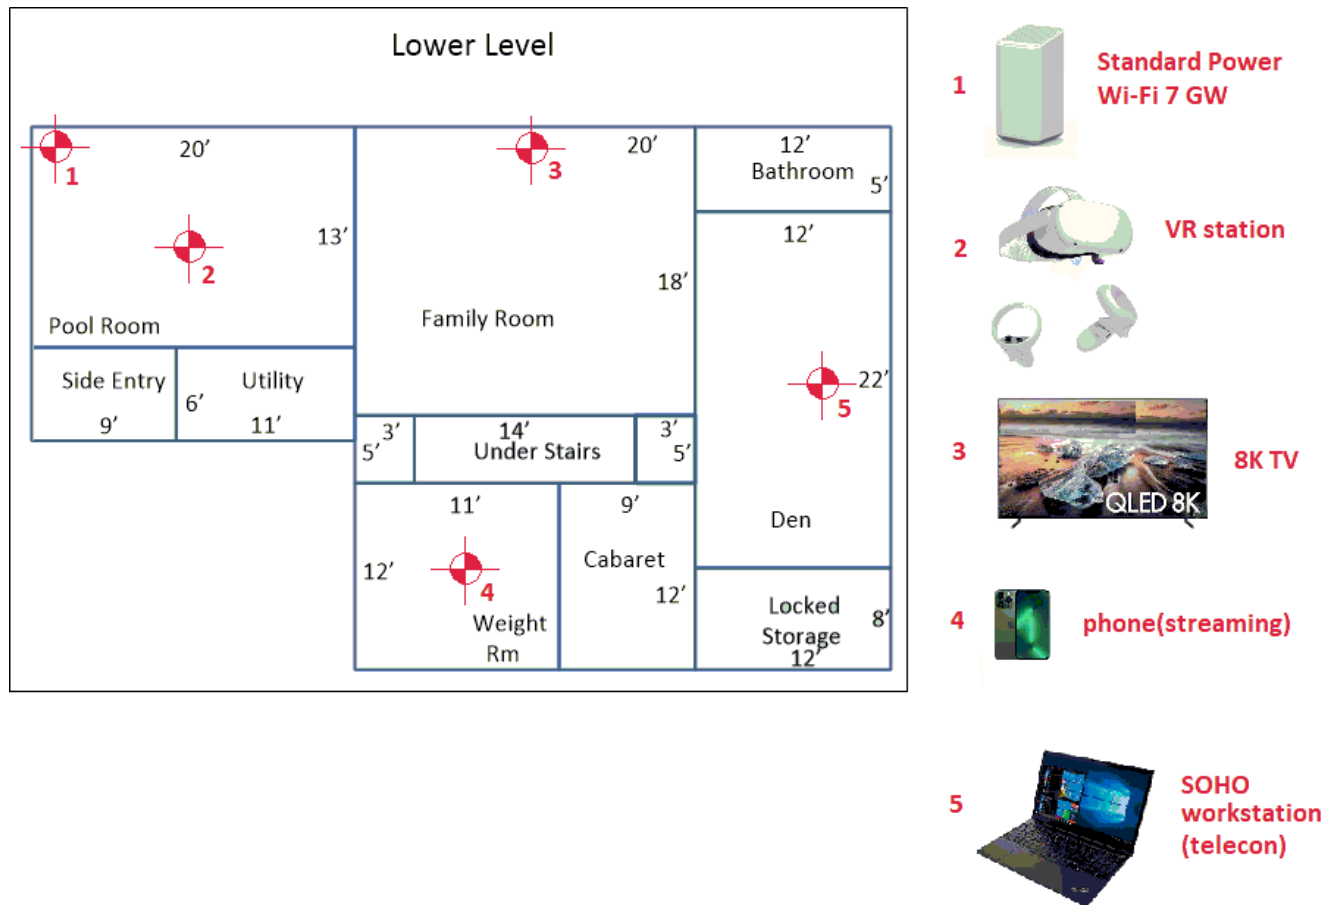 Lower Level
20’
1
13’
2
Pool Room
Side Entry
9’
6’
Utility
11’
20’
3
18’
Family Room
12’
Bathroom
5’
12’
22’
5
Den
3’
5’
14’
Under Stairs
3’
5’
11’
12’
4
Weight
Rm
9’
Cabaret
12’
Locked
Storage
8’
12’
1
Standard Power
Wi-Fi 7 GW
2
VR station
3
QLED 8K
8K TV
4
phone(streaming)
5
SOHO
workstation
(telecon)